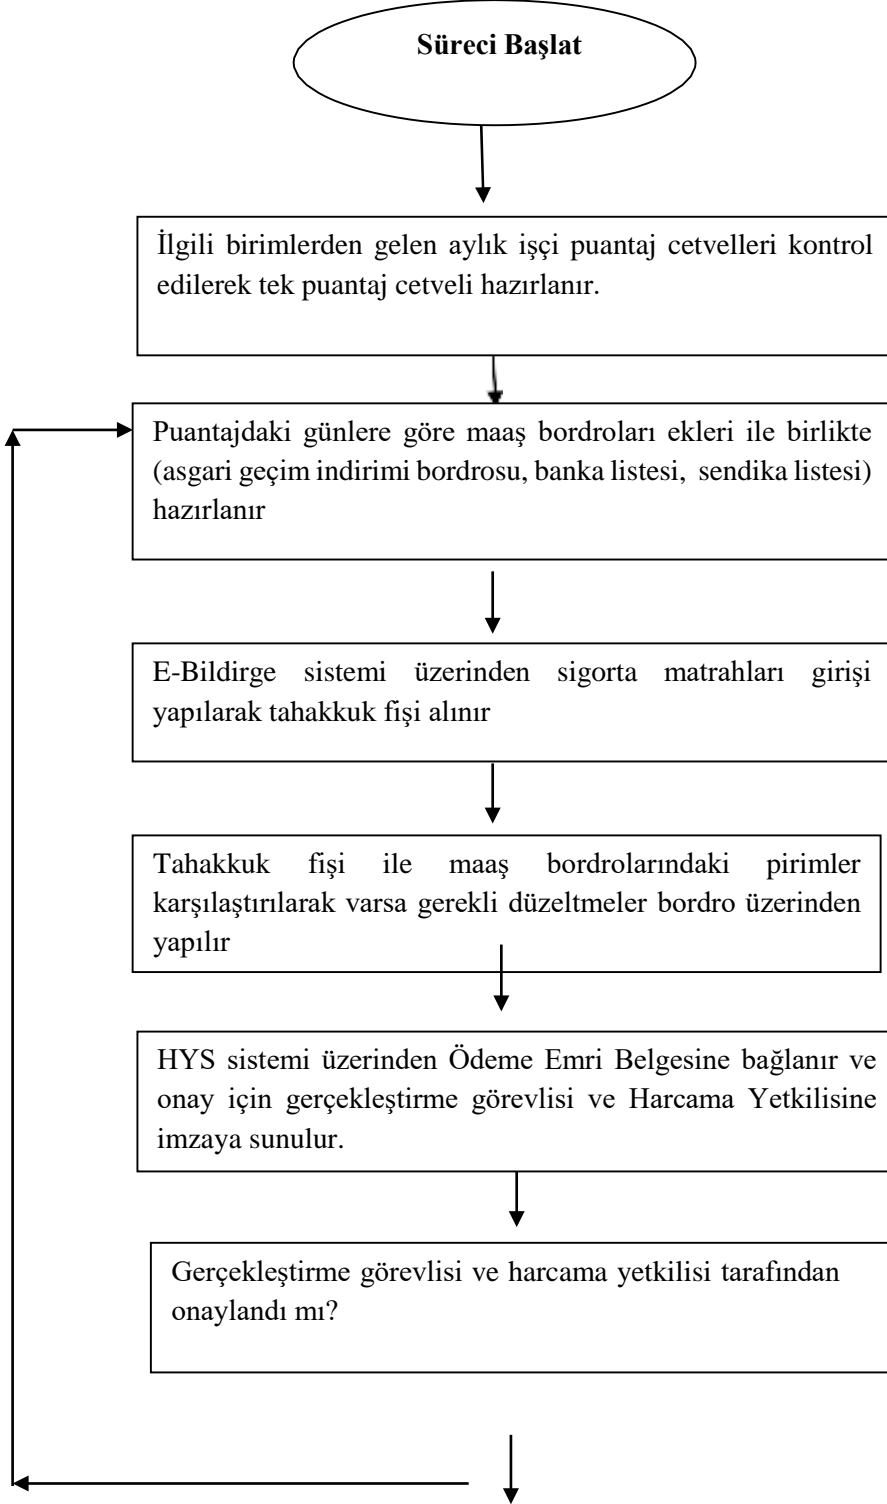 Süreci Başlat
İlgili birimlerden gelen aylık işçi puantaj cetvelleri kontrol
edilerek tek puantaj cetveli hazırlanır.
Puantajdaki günlere göre maaş bordroları ekleri ile birlikte
(asgari geçim indirimi bordrosu, banka listesi, sendika listesi)
hazırlanır
E-Bildirge sistemi üzerinden sigorta matrahları girişi
yapılarak tahakkuk fişi alınır
Tahakkuk fişi ile maaş bordrolarındaki pirimler
karşılaştırılarak varsa gerekli düzeltmeler bordro üzerinden
yapılır
HYS sistemi üzerinden Ödeme Emri Belgesine bağlanır ve
onay için gerçekleştirme görevlisi ve Harcama Yetkilisine
imzaya sunulur.
Gerçekleştirme görevlisi ve harcama yetkilisi tarafından
onaylandı mı?